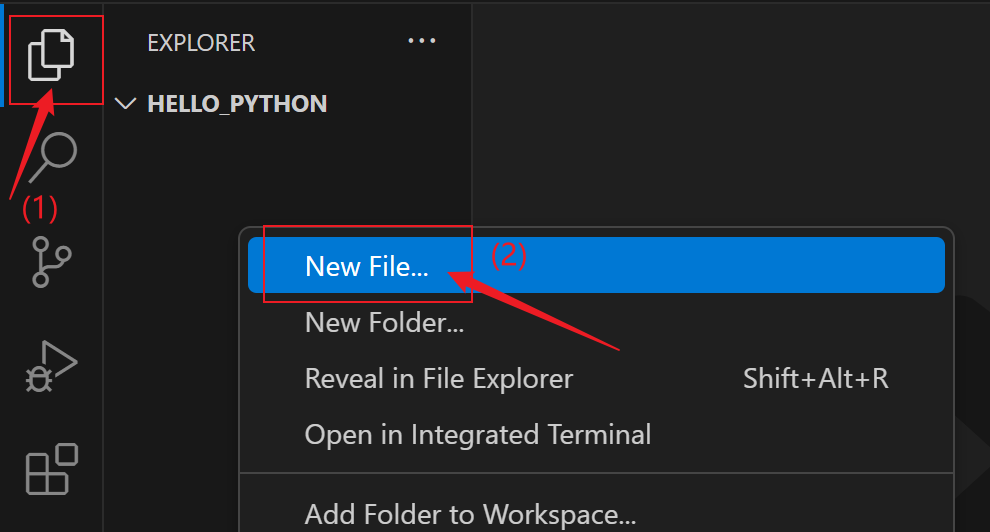 EXPLORER
HELLO_PYTHON
(1)
New File...
(2)
New Folder...
Reveal in File Explorer Shift+Alt+R
Open in Integrated Terminal
Add Folder to Workspace...